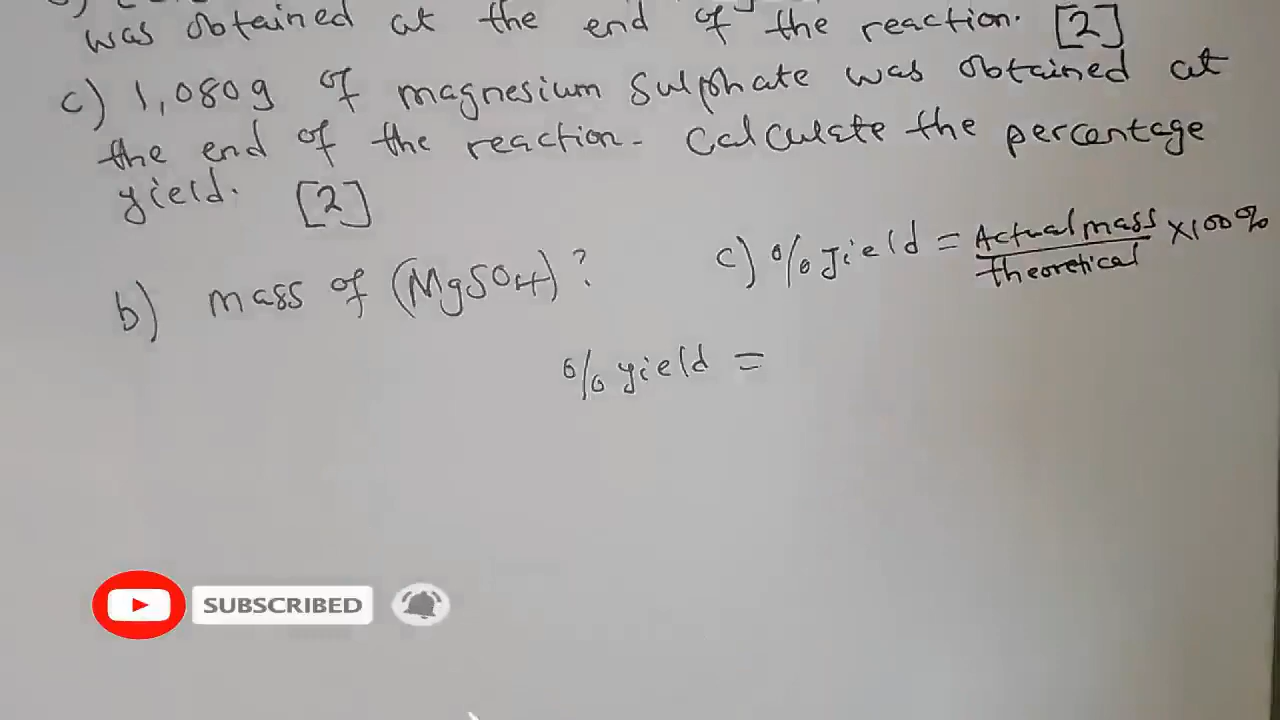 was obtained at the end of the reaction. [2]
c) 1,080g of magnesium sulphate was obtained at
the end of the reaction. Calculate the percentage
yield. [2]
b) mass of (MgSO4)?
c) % yield = Actual mass / theoretical × 100%
% yield =
SUBSCRIBED